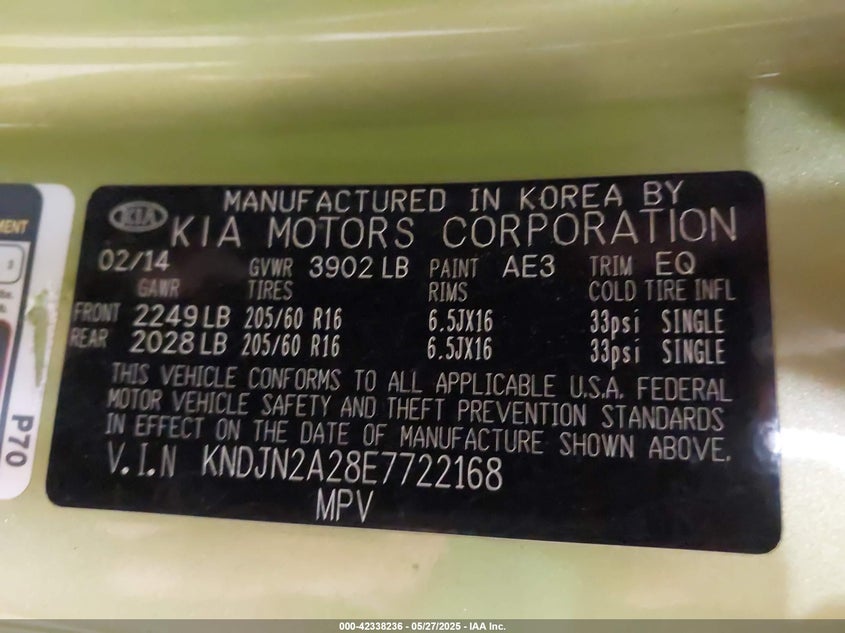 MANUFACTURED IN KOREA BY
KIA
KIA MOTORS CORPORATION
02/14 GVWR 3902 LB PAINT AE3 TRIM EQ
GAWR TIRES RIMS COLD TIRE INFL
FRONT 2249 LB 205/60 R16 6.5JX16 33psi SINGLE
REAR 2028 LB 205/60 R16 6.5JX16 33psi SINGLE
THIS VEHICLE CONFORMS TO ALL APPLICABLE U.S.A. FEDERAL
MOTOR VEHICLE SAFETY AND THEFT PREVENTION STANDARDS
IN EFFECT ON THE DATE OF MANUFACTURE SHOWN ABOVE.
V.I.N KNDJN2A28E7722168
MPV
P70
000-42338236 - 05/27/2025 - IAA Inc.